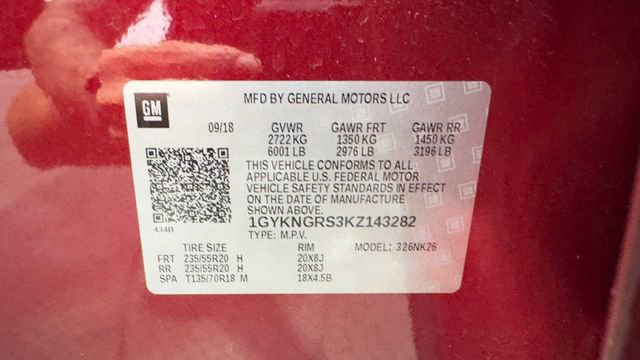 GM
MFD BY GENERAL MOTORS LLC
09/18 GVWR GAWR FRT GAWR RR
2722 KG 1350 KG 1450 KG
6001 LB 2976 LB 3196 LB
THIS VEHICLE CONFORMS TO ALL
APPLICABLE U.S. FEDERAL MOTOR
VEHICLE SAFETY STANDARDS IN EFFECT
ON THE DATE OF MANUFACTURE
SHOWN ABOVE.
434B
1GYKNGRS3KZ143282
TYPE: M.P.V.
TIRE SIZE RIM MODEL: 326NK26
FRT 235/55R20 H 20X8J
RR 235/55R20 H 20X8J
SPA T135/70R18 M 18X4.5B